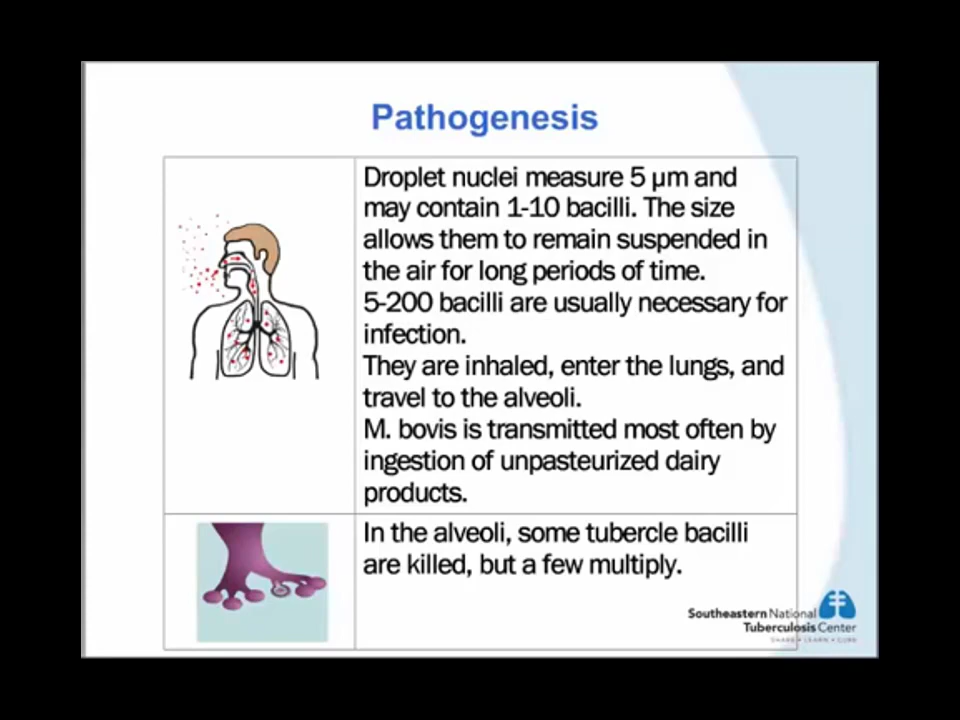 Pathogenesis
Droplet nuclei measure 5 µm and
may contain 1-10 bacilli. The size
allows them to remain suspended in
the air for long periods of time.
5-200 bacilli are usually necessary for
infection.
They are inhaled, enter the lungs, and
travel to the alveoli.
M. bovis is transmitted most often by
ingestion of unpasteurized dairy
products.
In the alveoli, some tubercle bacilli
are killed, but a few multiply.
Southeastern National
Tuberculosis Center
SHARE • LEARN • CURE